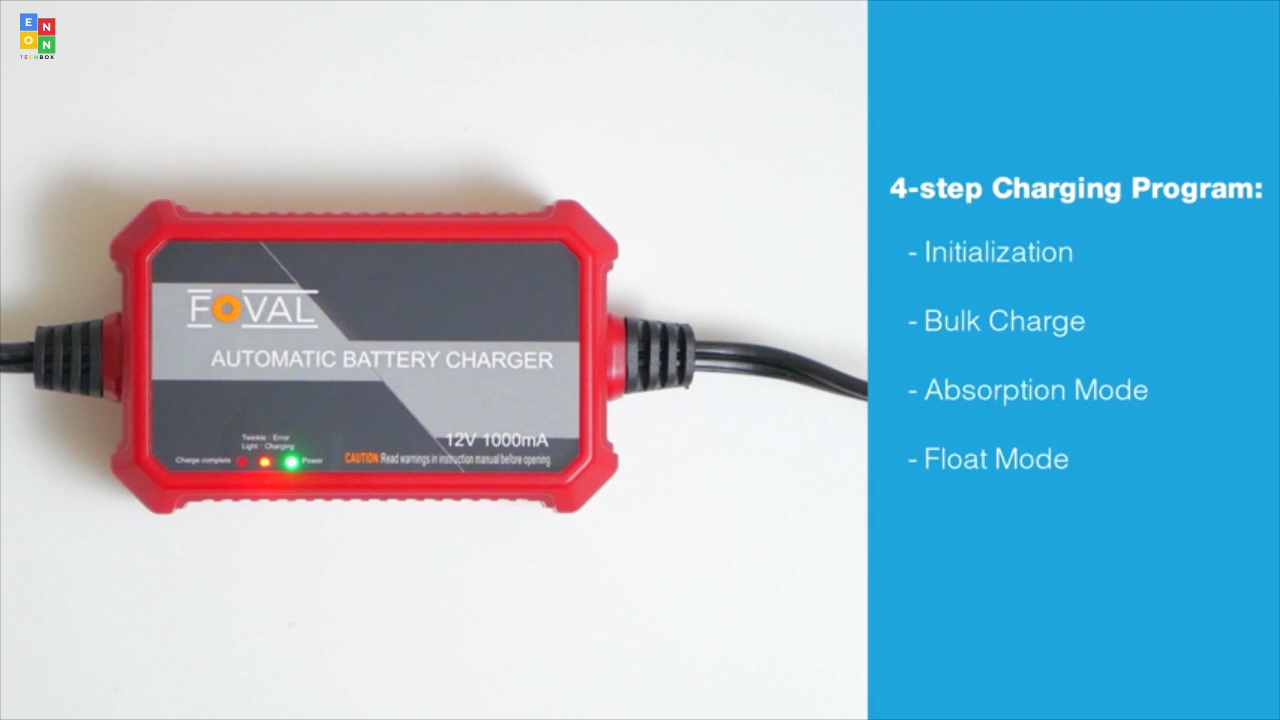 E N
O N
TECHBOX
FOVAL
AUTOMATIC BATTERY CHARGER
12V 1000mA
Twinkle : Error
Light : Charging
Charge complete
Power
CAUTION:Read warnings in instruction manual before opening.
4-step Charging Program:
- Initialization
- Bulk Charge
- Absorption Mode
- Float Mode